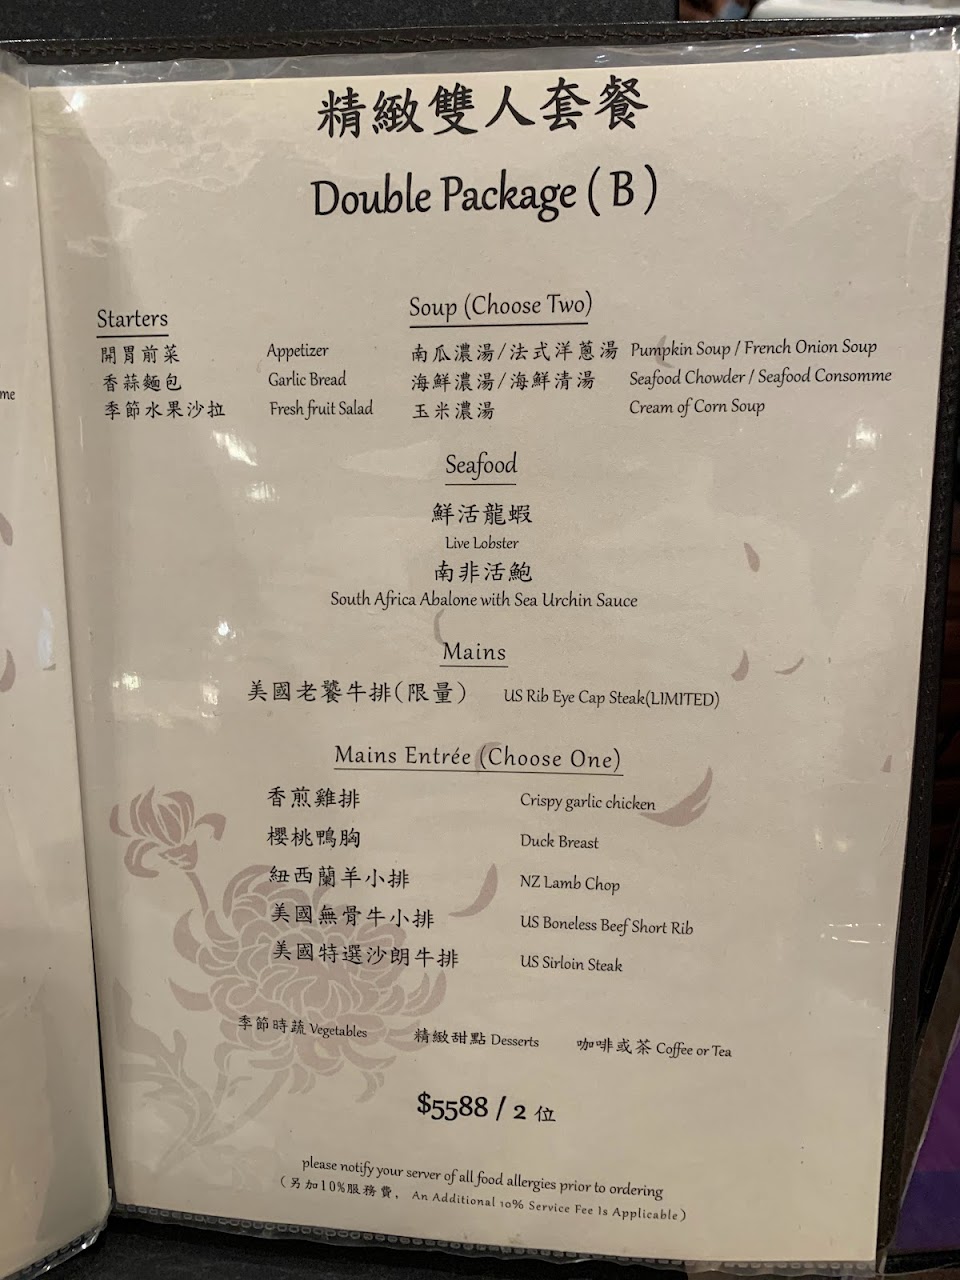 精緻雙人套餐
Double Package ( B )
Starters
開胃前菜 Appetizer
香蒜麵包 Garlic Bread
季節水果沙拉 Fresh fruit Salad
Soup (Choose Two)
南瓜濃湯/法式洋蔥湯 Pumpkin Soup / French Onion Soup
海鮮濃湯/海鮮清湯 Seafood Chowder / Seafood Consomme
玉米濃湯 Cream of Corn Soup
Seafood
鮮活龍蝦
Live Lobster
南非活鮑
South Africa Abalone with Sea Urchin Sauce
Mains
美國老饕牛排(限量) US Rib Eye Cap Steak(LIMITED)
Mains Entrée (Choose One)
香煎雞排 Crispy garlic chicken
櫻桃鴨胸 Duck Breast
紐西蘭羊小排 NZ Lamb Chop
美國無骨牛小排 US Boneless Beef Short Rib
美國特選沙朗牛排 US Sirloin Steak
季節時蔬 Vegetables 精緻甜點 Desserts 咖啡或茶 Coffee or Tea
$5588 / 2 位
please notify your server of all food allergies prior to ordering
(另加10%服務費, An Additional 10% Service Fee Is Applicable)